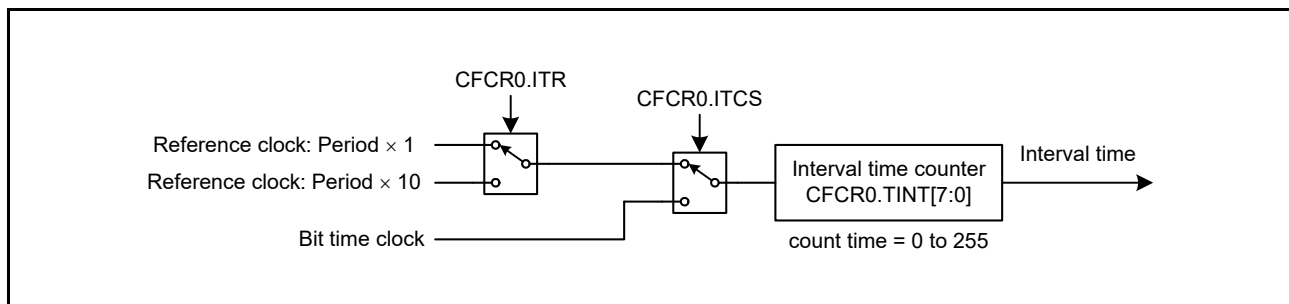 CFCR0.ITR
CFCR0.ITCS
Reference clock: Period × 1
Reference clock: Period × 10
Bit time clock
Interval time counter
CFCR0.TINT[7:0]
count time = 0 to 255
Interval time